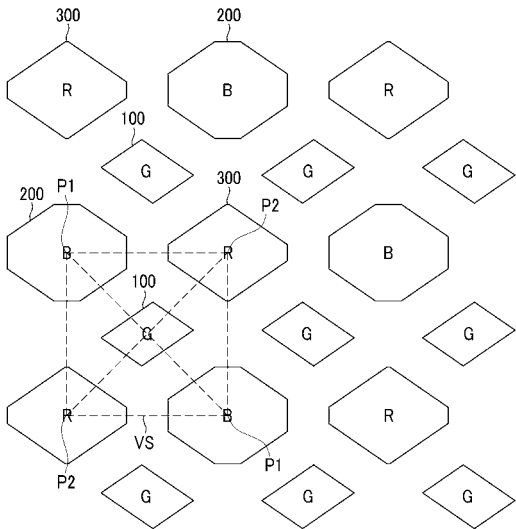 300 200
R B R
100
G G G
P1
200 300 P2
B R B
100
G G G
R B R
VS
P2 P1
G G G